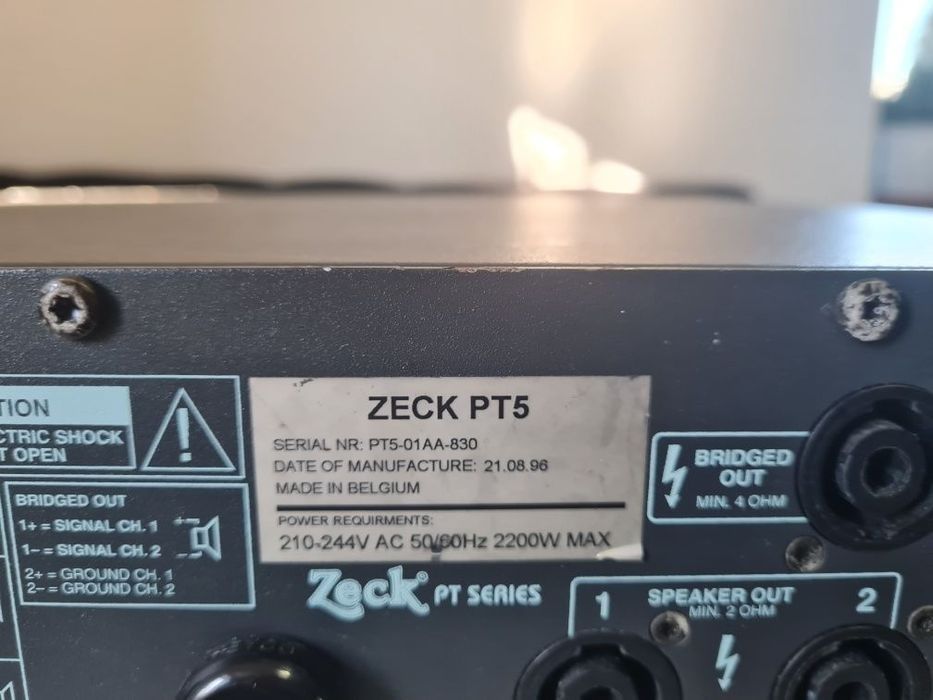 TION
CTRIC SHOCK
T OPEN
BRIDGED OUT
1+ = SIGNAL CH. 1
1– = SIGNAL CH. 2
2+ = GROUND CH. 1
2– = GROUND CH. 2
+
–
ZECK PT5
SERIAL NR: PT5-01AA-830
DATE OF MANUFACTURE: 21.08.96
MADE IN BELGIUM
POWER REQUIRMENTS:
210-244V AC 50/60Hz 2200W MAX
Zeck® PT SERIES
BRIDGED
OUT
MIN. 4 OHM
1 SPEAKER OUT 2
MIN. 2 OHM